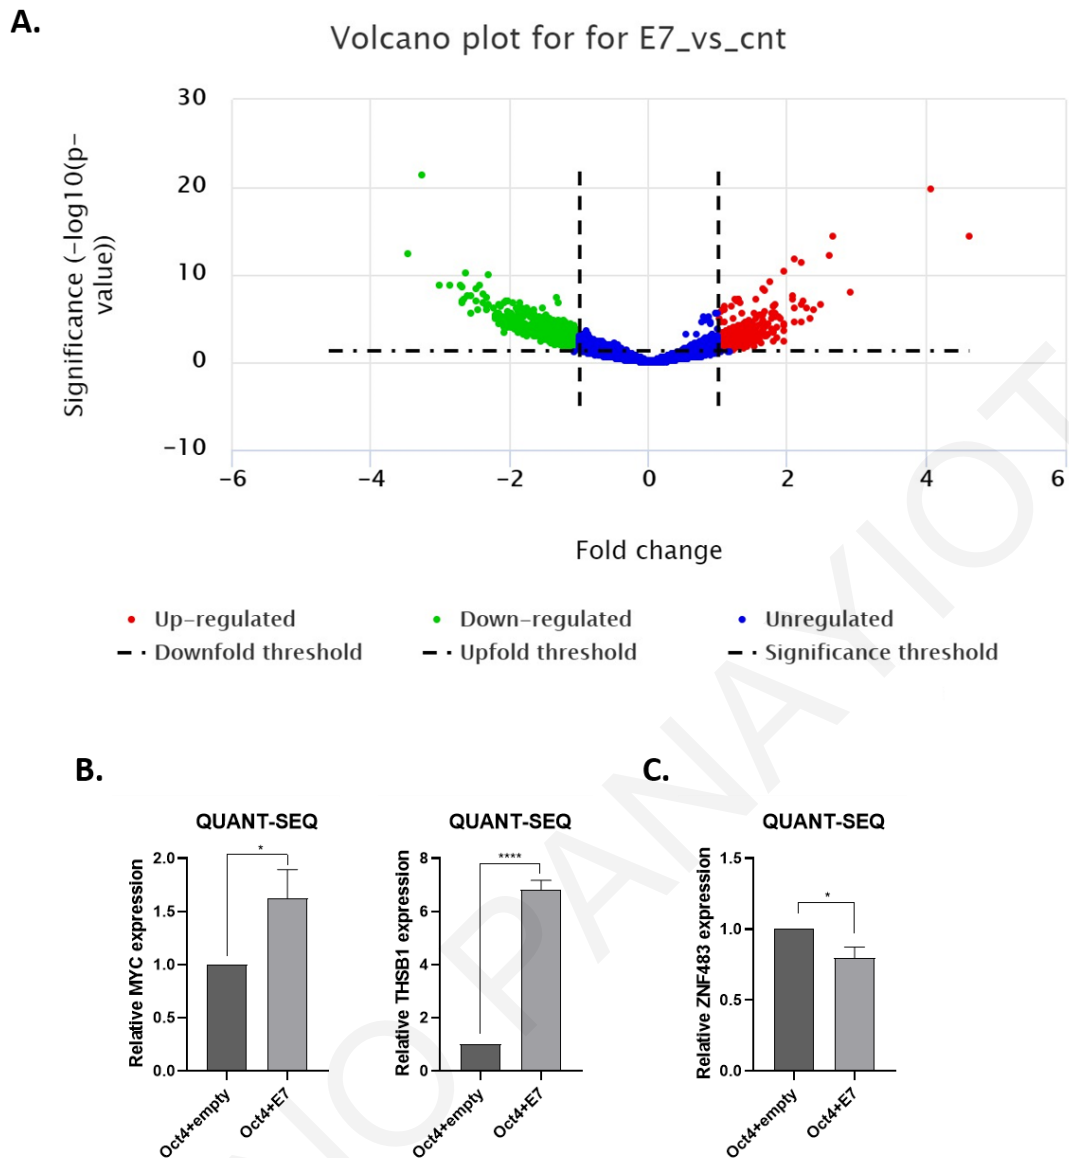 A.
Volcano plot for for E7_vs_cnt
Significance (-log10(p-
value))
30
20
10
0
-10
-6 -4 -2 0 2 4 6
Fold change
Up-regulated Down-regulated Unregulated
Downfold threshold Upfold threshold Significance threshold
B.
QUANT-SEQ
Relative MYC expression
2.0
1.5
1.0
0.5
0.0
*
Oct4+empty
Oct4+E7
QUANT-SEQ
Relative THSB1 expression
8
6
4
2
0
****
Oct4+empty
Oct4+E7
C.
QUANT-SEQ
Relative ZNF483 expression
1.5
1.0
0.5
0.0
*
Oct4+empty
Oct4+E7
IO PANAYIOT